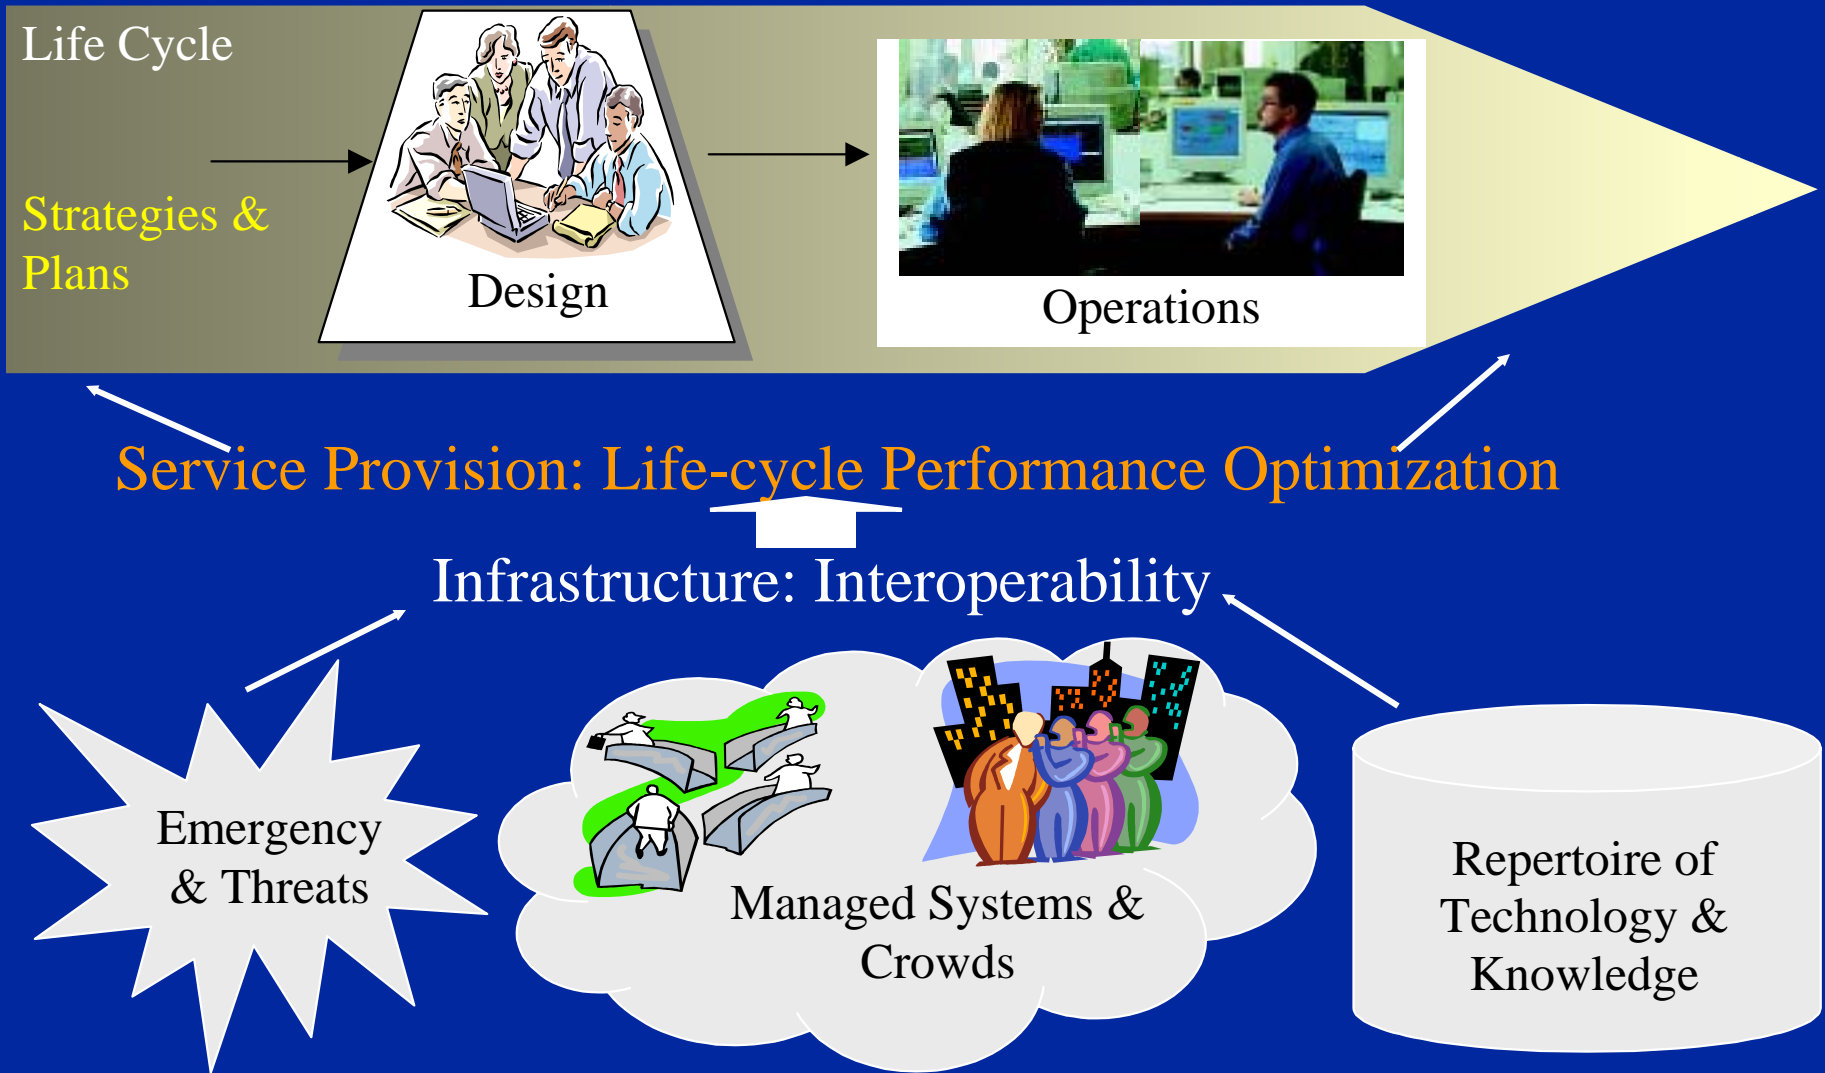 Life Cycle
Strategies &
Plans
Design
Operations
Service Provision: Life-cycle Performance Optimization
Infrastructure: Interoperability
Emergency
& Threats
Managed Systems &
Crowds
Repertoire of
Technology &
Knowledge